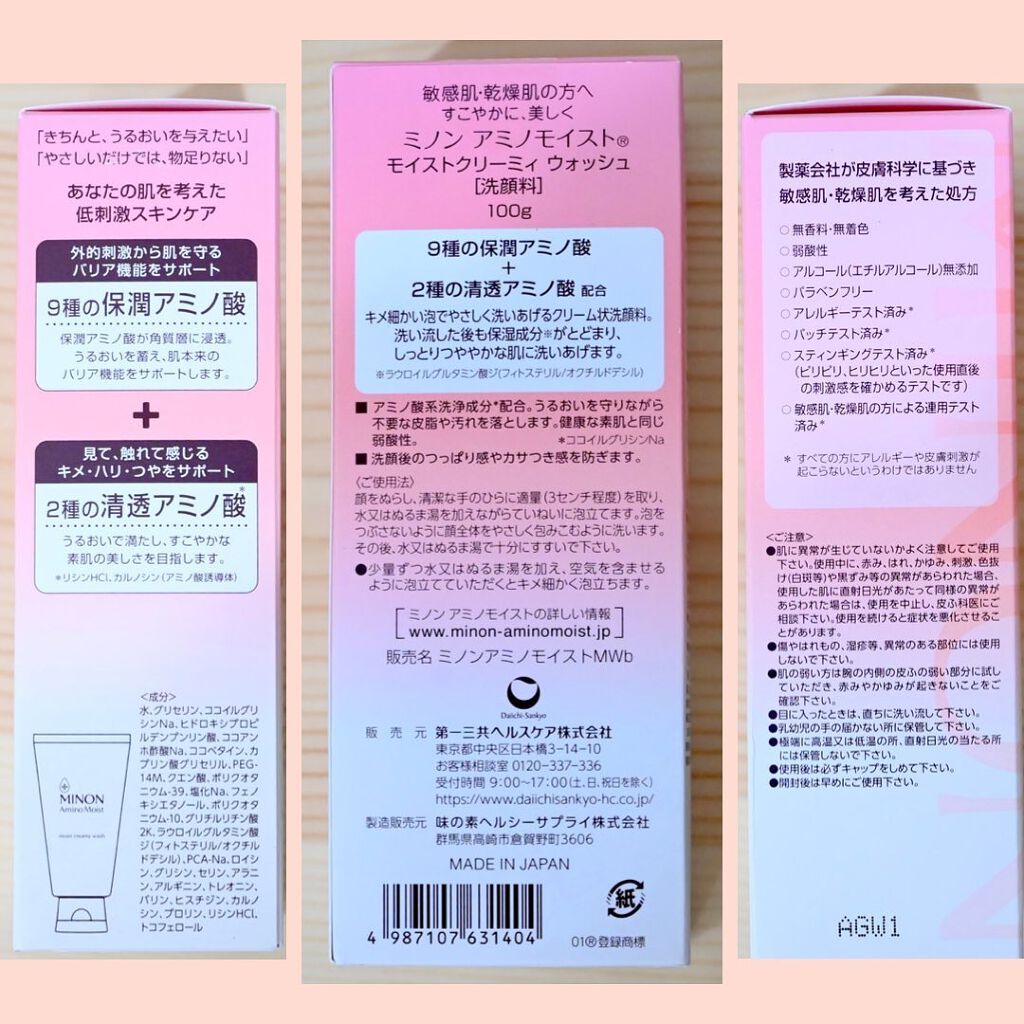 「きちんと、うるおいを与えたい」
「やさしいだけでは、物足りない」
あなたの肌を考えた
低刺激スキンケア
外的刺激から肌を守る
バリア機能をサポート
9種の保潤アミノ酸
保潤アミノ酸が角質層に浸透。
うるおいを蓄え、肌本来の
バリア機能をサポートします。
+
見て、触れて感じる
キメ・ハリ・つやをサポート
2種の清透アミノ酸*
うるおいで満たし、すこやかな
素肌の美しさを目指します。
*リシンHCl、カルノシン(アミノ酸誘導体)
<成分>
水、グリセリン、ココイルグリ
シンNa、ヒドロキシプロピ
ルデンプンリン酸、ココアン
ホ酢酸Na、ココベタイン、カ
プリン酸グリセリル、PEG-
14M、クエン酸、ポリクオタ
ニウム-39、塩化Na、フェノ
キシエタノール、ポリクオタ
ニウム-10、グリチルリチン酸
2K、ラウロイルグルタミン酸
ジ(フィトステリル/オクチル
ドデシル)、PCA-Na、ロイシ
ン、グリシン、セリン、アラニ
ン、アルギニン、トレオニン、
バリン、ヒスチジン、カルノ
シン、プロリン、リシンHCl、
トコフェロール
MINON
Amino Moist
moist creamy wash
敏感肌・乾燥肌の方へ
すこやかに、美しく
ミノン アミノモイスト®
モイストクリーミィ ウォッシュ
[洗顔料]
100g
9種の保潤アミノ酸
+
2種の清透アミノ酸 配合
キメ細かい泡でやさしく洗いあげるクリーム状洗顔料。
洗い流した後も保湿成分※がとどまり、
しっとりつややかな肌に洗いあげます。
※ラウロイルグルタミン酸ジ(フィトステリル/オクチルドデシル)
■ アミノ酸系洗浄成分*配合。うるおいを守りながら
不要な皮脂や汚れを落とします。健康な素肌と同じ
弱酸性。 *ココイルグリシンNa
■ 洗顔後のつっぱり感やカサつき感を防ぎます。
〈ご使用法〉
顔をぬらし、清潔な手のひらに適量(3センチ程度)を取り、
水又はぬるま湯を加えながらていねいに泡立てます。泡を
つぶさないように顔全体をやさしく包みこむように洗います。
その後、水又はぬるま湯で十分にすすいで下さい。
●少量ずつ水又はぬるま湯を加え、空気を含ませる
ように泡立てていただくとキメ細かく泡立ちます。
ミノン アミノモイストの詳しい情報
www.minon-aminomoist.jp
販売名 ミノンアミノモイストMWb
Daiichi-Sankyo
販売元 第一三共ヘルスケア株式会社
東京都中央区日本橋3-14-10
お客様相談室 0120-337-336
受付時間 9:00~17:00(土、日、祝日を除く)
https://www.daiichisankyo-hc.co.jp/
製造販売元 味の素ヘルシーサプライ株式会社
群馬県高崎市倉賀野町3606
MADE IN JAPAN
紙
4 987107 631404
01®登録商標
製薬会社が皮膚科学に基づき
敏感肌・乾燥肌を考えた処方
○ 無香料・無着色
○ 弱酸性
○ アルコール(エチルアルコール)無添加
○ パラベンフリー
○ アレルギーテスト済み*
○ パッチテスト済み*
○ スティンギングテスト済み*
(ピリピリ、ヒリヒリといった使用直後
の刺激感を確かめるテストです)
○ 敏感肌・乾燥肌の方による連用テスト
済み*
* すべての方にアレルギーや皮膚刺激が
起こらないというわけではありません
<ご注意>
●肌に異常が生じていないかよく注意してご使用
下さい。使用中に、赤み、はれ、かゆみ、刺激、色抜
け(白斑等)や黒ずみ等の異常があらわれた場合、
使用した肌に直射日光があたって同様の異常が
あらわれた場合は、使用を中止し、皮ふ科医にご
相談下さい。使用を続けると症状を悪化させるこ
とがあります。
●傷やはれもの、湿疹等、異常のある部位には使用
しないで下さい。
●肌の弱い方は腕の内側の皮ふの弱い部分に試し
ていただき、赤みやかゆみが起きないことをご
確認下さい。
●目に入ったときは、直ちに洗い流して下さい。
●乳幼児の手の届かない所に保管して下さい。
●極端に高温又は低温の所、直射日光の当たる所
には保管しないで下さい。
●使用後は必ずキャップをしめて下さい。
●開封後は早めにご使用下さい。
AGW1